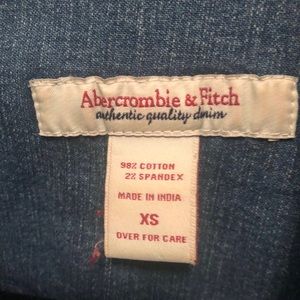 Abercrombie & Fitch
authentic quality denim
98% COTTON
2% SPANDEX
MADE IN INDIA
XS
OVER FOR CARE